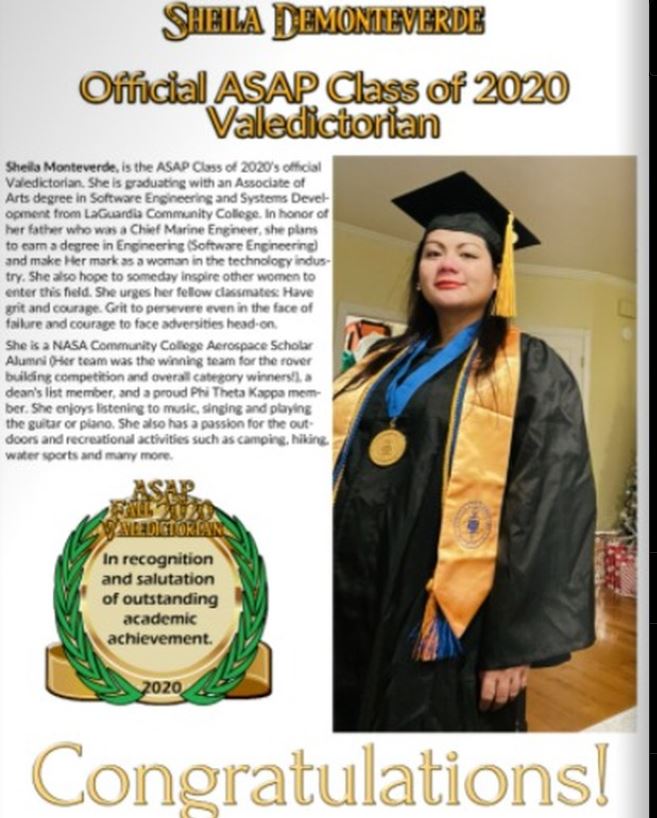 SHEILA DEMONTEVERDE
Official ASAP Class of 2020
Valedictorian
Sheila Monteverde, is the ASAP Class of 2020's official
Valedictorian. She is graduating with an Associate of
Arts degree in Software Engineering and Systems Devel-
opment from LaGuardia Community College. In honor of
her father who was a Chief Marine Engineer, she plans
to earn a degree in Engineering (Software Engineering)
and make Her mark as a woman in the technology indus-
try. She also hope to someday inspire other women to
enter this field. She urges her fellow classmates: Have
grit and courage. Grit to persevere even in the face of
failure and courage to face adversities head-on.
She is a NASA Community College Aerospace Scholar
Alumni (Her team was the winning team for the rover
building competition and overall category winners!), a
dean's list member, and a proud Phi Theta Kappa mem-
ber. She enjoys listening to music, singing and playing
the guitar or piano. She also has a passion for the out-
doors and recreational activities such as camping, hiking,
water sports and many more.
ASAP
FALL 2020
VALEDICTORIAN
In recognition
and salutation
of outstanding
academic
achievement.
2020
Congratulations!